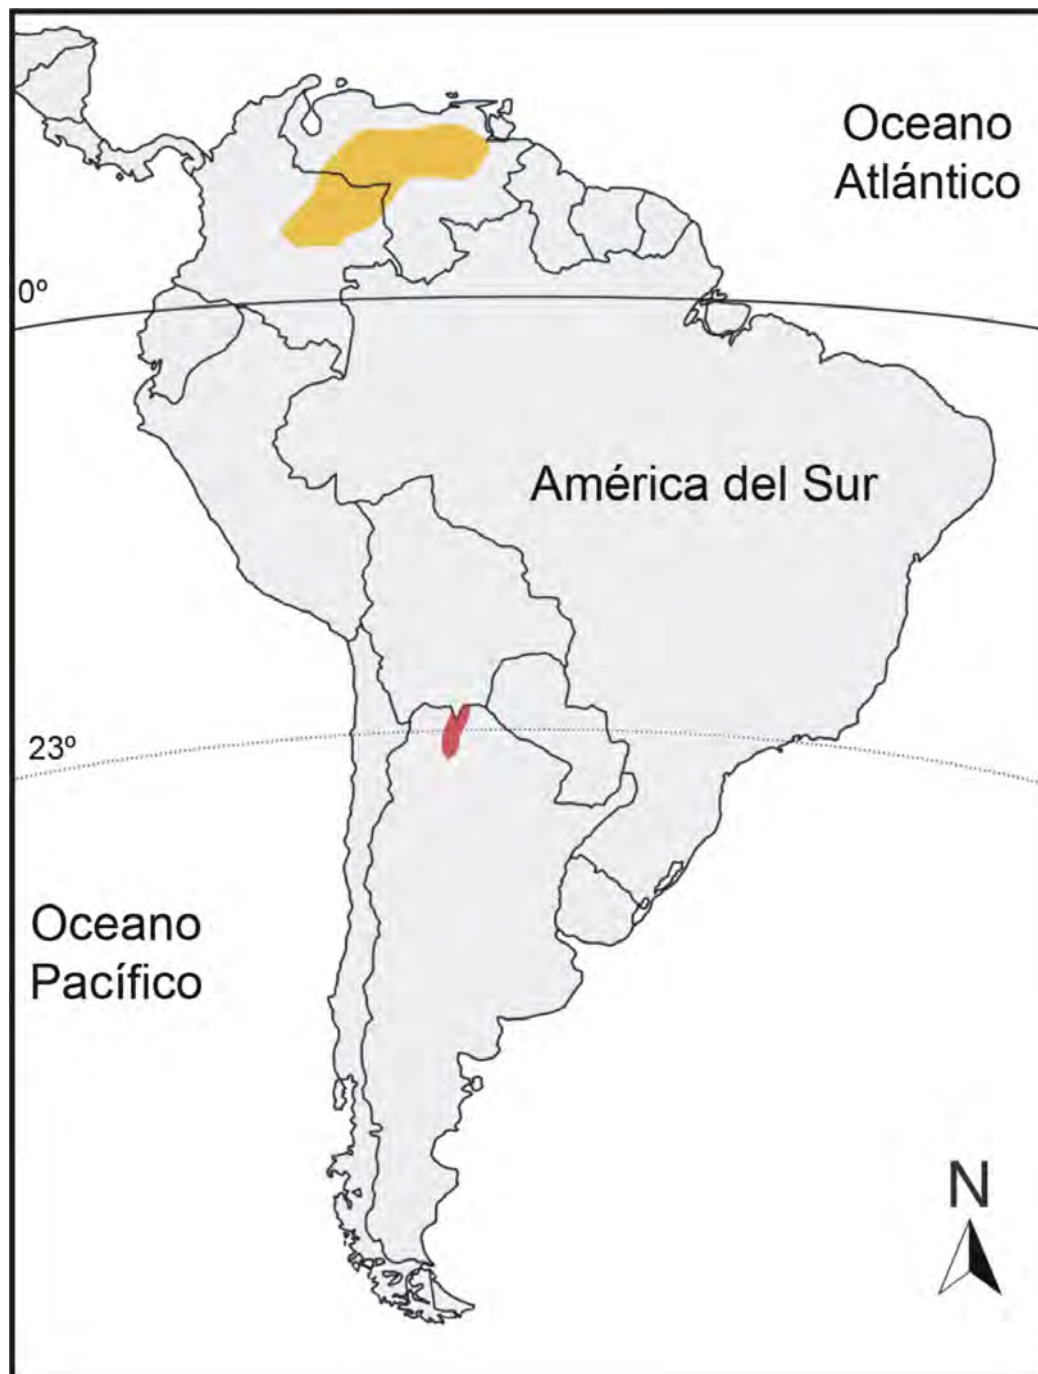 Oceano
Atlántico
0º
América del Sur
23º
Oceano
Pacífico
N